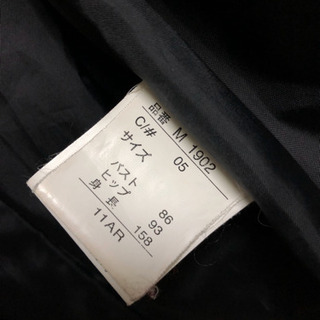 品番 M 1902
C/# 05
サイズ
バスト 86
ヒップ 93
身長 158
11AR